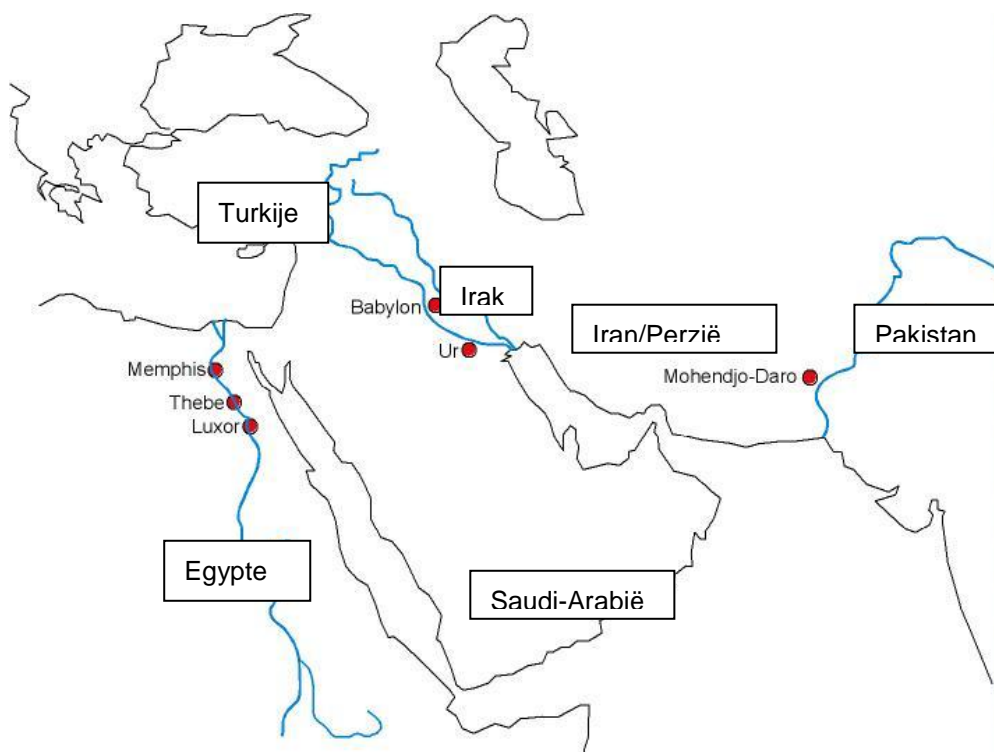 Turkije
Irak
Babylon
Iran/Perzië
Pakistan
Ur
Memphis
Mohendjo-Daro
Thebe
Luxor
Egypte
Saudi-Arabië